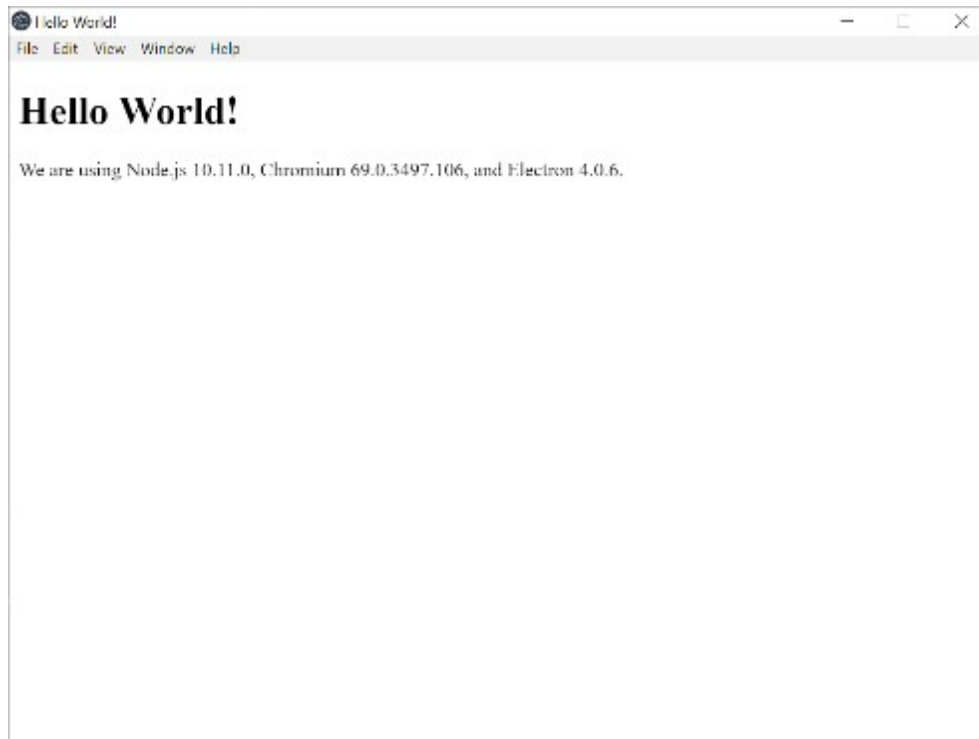 Hello World!
File Edit View Window Help
Hello World!
We are using Node.js 10.11.0, Chromium 69.0.3497.106, and Electron 4.0.6.